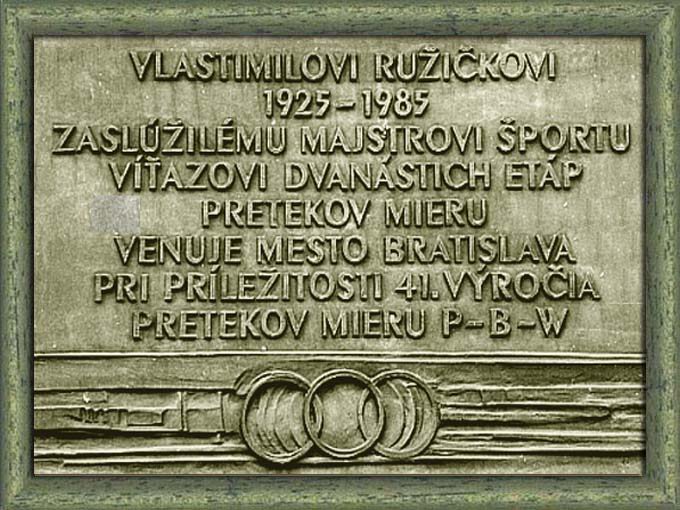 VLASTIMILOVI RUŽIČKOVI
1925–1985
ZASLÚŽILÉMU MAJSTROVI ŠPORTU
VÍŤAZOVI DVANÁSTICH ETÁP
PRETEKOV MIERU
VENUJE MESTO BRATISLAVA
PRI PRÍLEŽITOSTI 41. VÝROČIA
PRETEKOV MIERU P–B–W